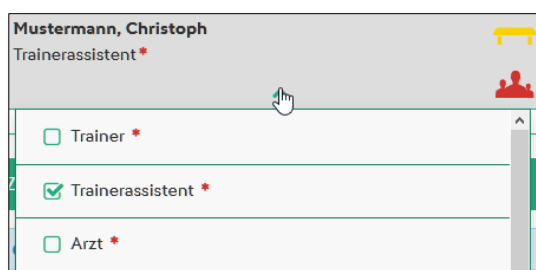 Mustermann, Christoph
Trainerassistent *
Trainer *
Trainerassistent *
Arzt *